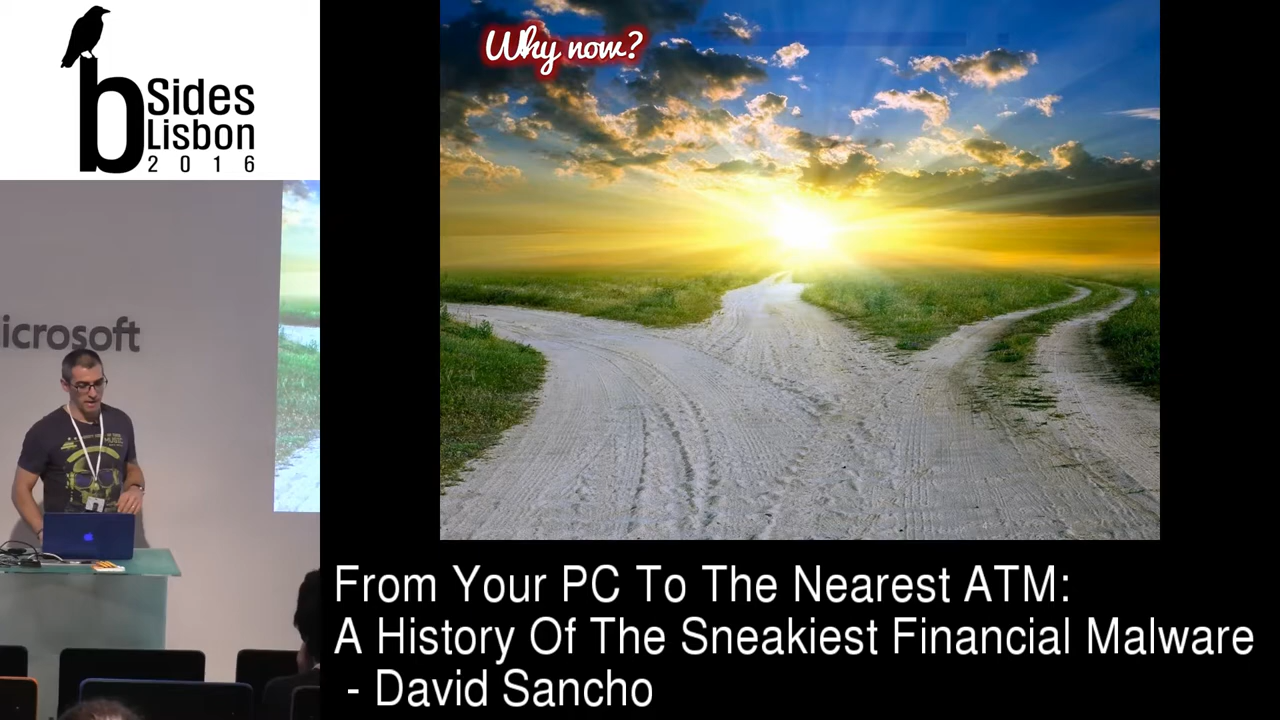 b
Sides
Lisbon
2016
Why now?
icrosoft
From Your PC To The Nearest ATM:
A History Of The Sneakiest Financial Malware
- David Sancho